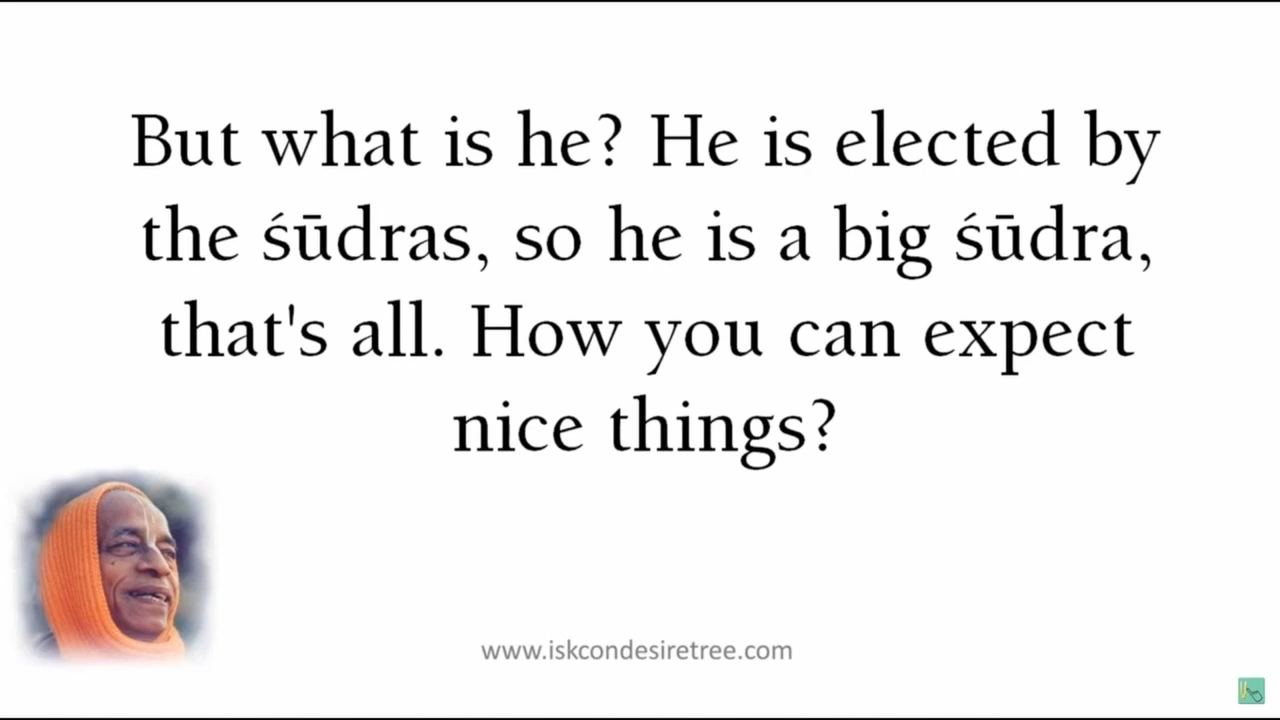 But what is he? He is elected by
the śūdras, so he is a big śūdra,
that's all. How you can expect
nice things?
www.iskcondesiretree.com